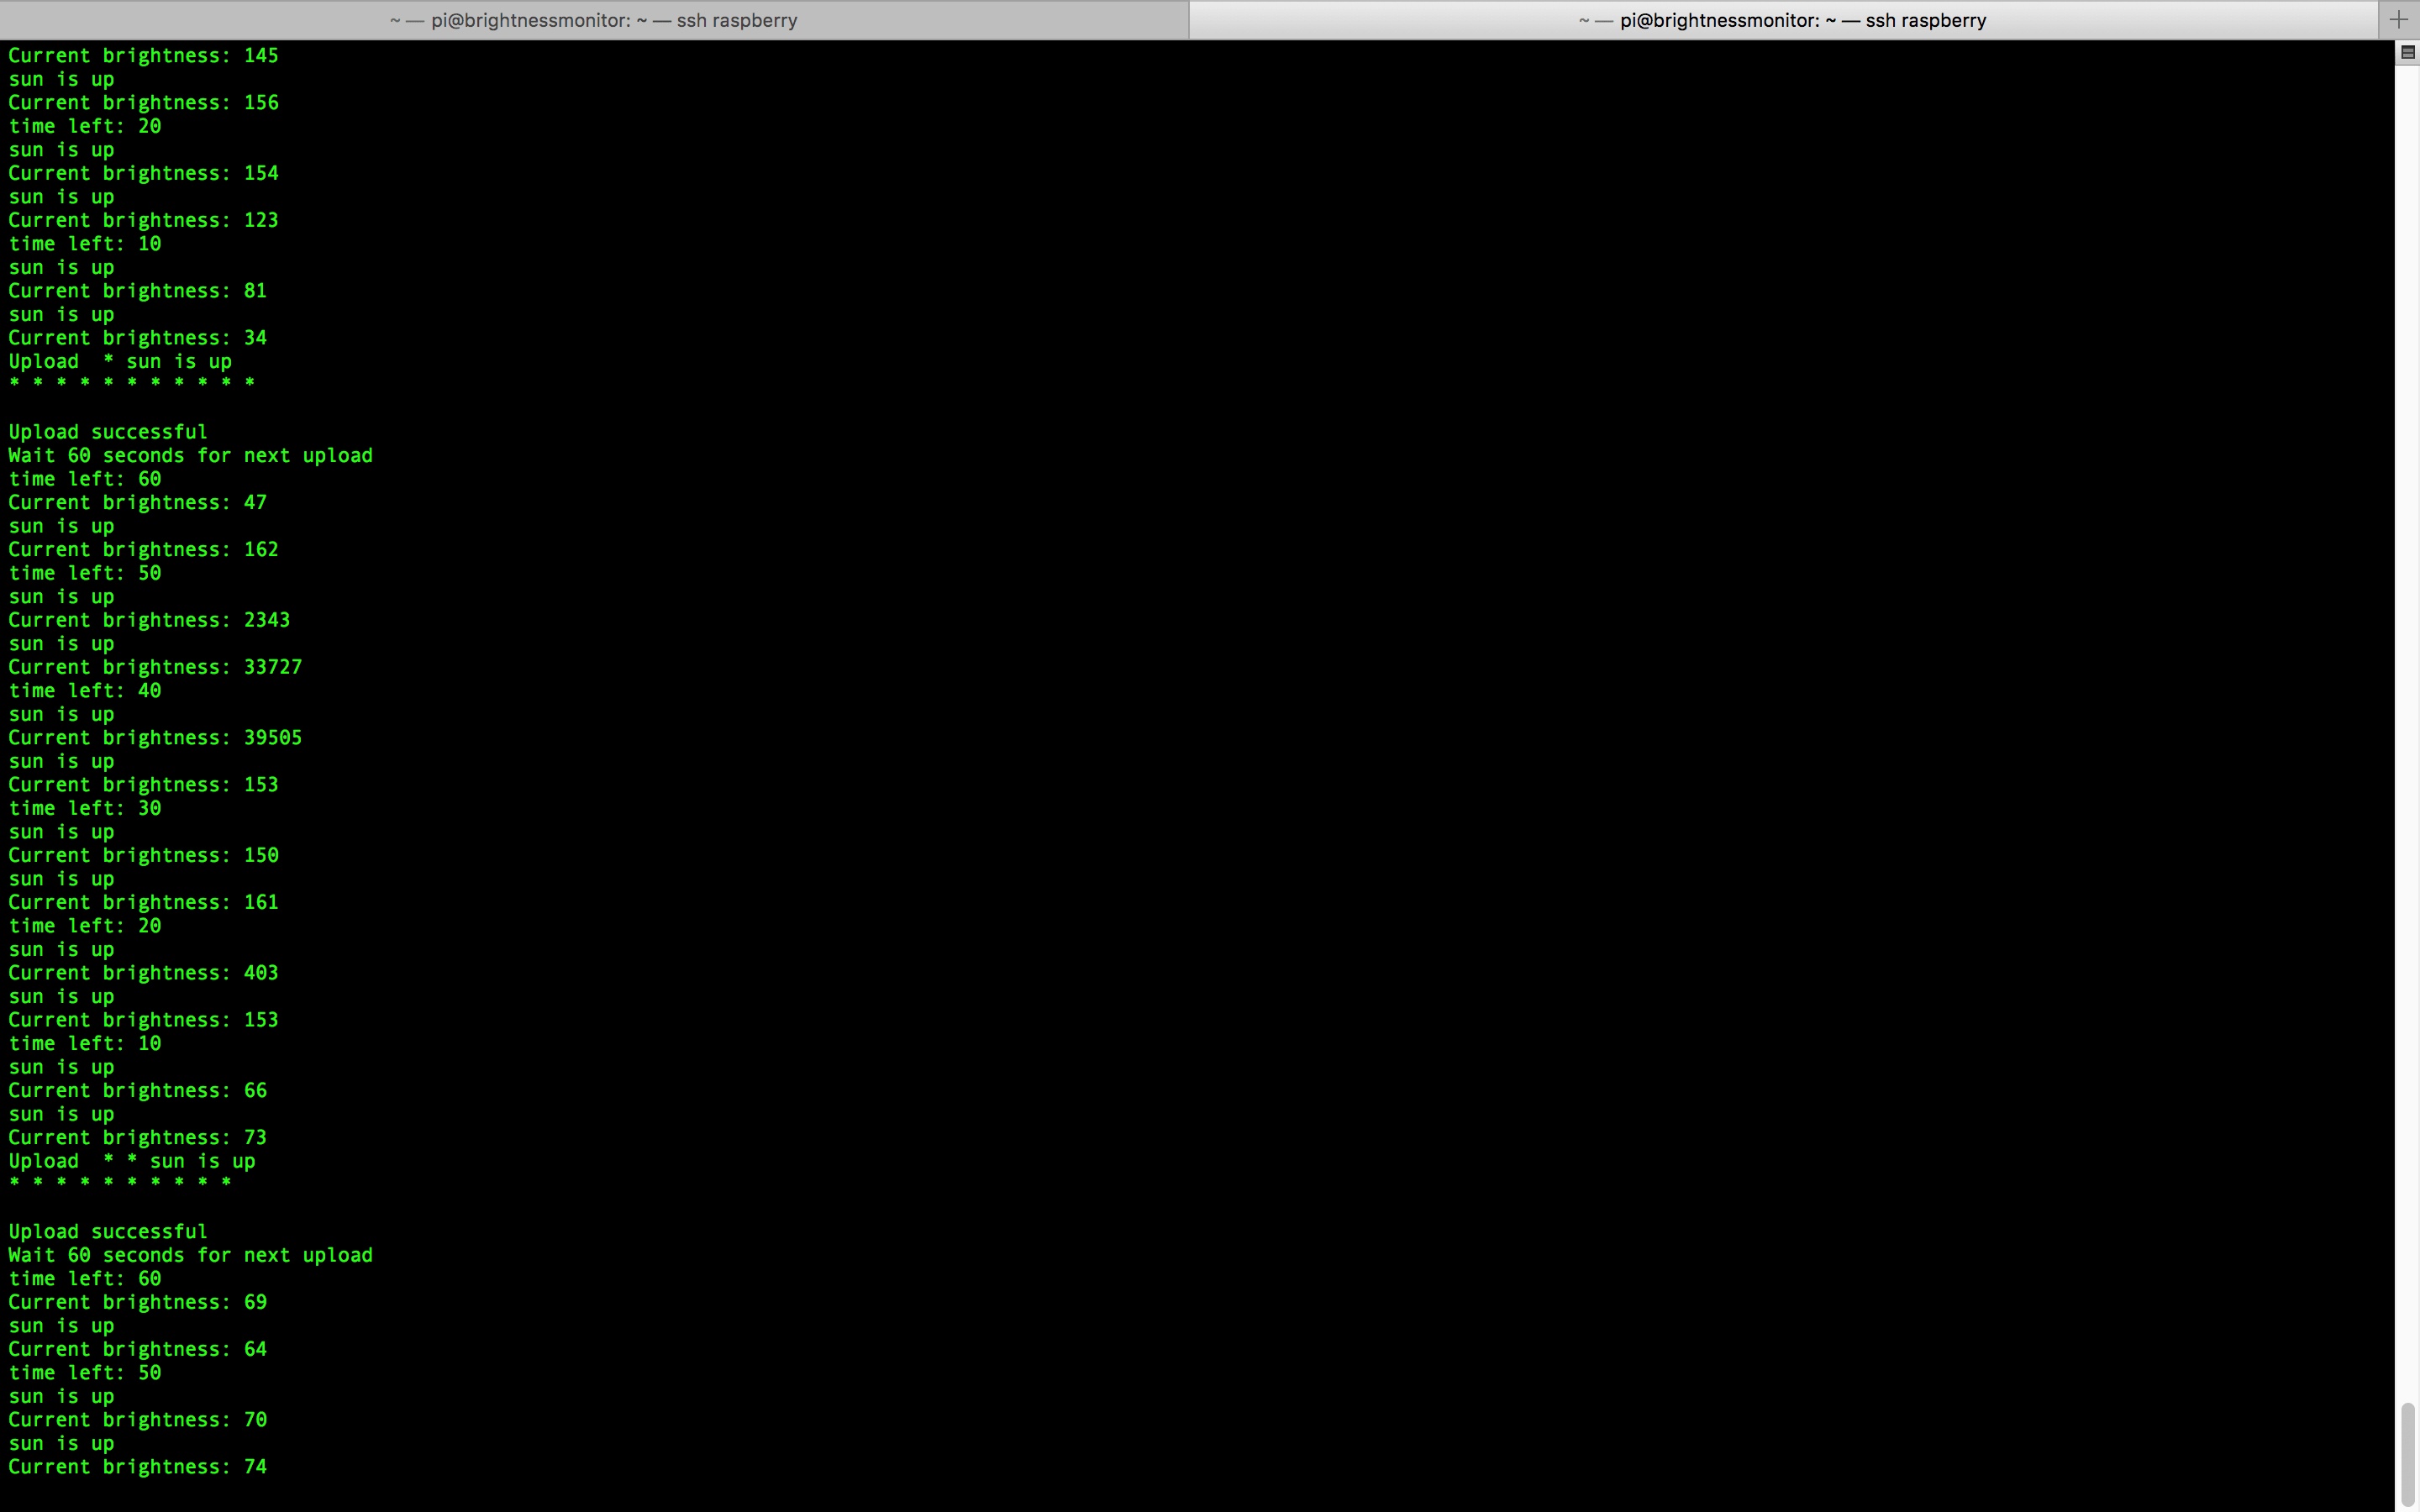 ~ — pi@brightnessmonitor: ~ — ssh raspberry
~ — pi@brightnessmonitor: ~ — ssh raspberry
Current brightness: 145
sun is up
Current brightness: 156
time left: 20
sun is up
Current brightness: 154
sun is up
Current brightness: 123
time left: 10
sun is up
Current brightness: 81
sun is up
Current brightness: 34
Upload  * sun is up
* * * * * * * * * * *
Upload successful
Wait 60 seconds for next upload
time left: 60
Current brightness: 47
sun is up
Current brightness: 162
time left: 50
sun is up
Current brightness: 2343
sun is up
Current brightness: 33727
time left: 40
sun is up
Current brightness: 39505
sun is up
Current brightness: 153
time left: 30
sun is up
Current brightness: 150
sun is up
Current brightness: 161
time left: 20
sun is up
Current brightness: 403
sun is up
Current brightness: 153
time left: 10
sun is up
Current brightness: 66
sun is up
Current brightness: 73
Upload  * * sun is up
* * * * * * * * * *
Upload successful
Wait 60 seconds for next upload
time left: 60
Current brightness: 69
sun is up
Current brightness: 64
time left: 50
sun is up
Current brightness: 70
sun is up
Current brightness: 74